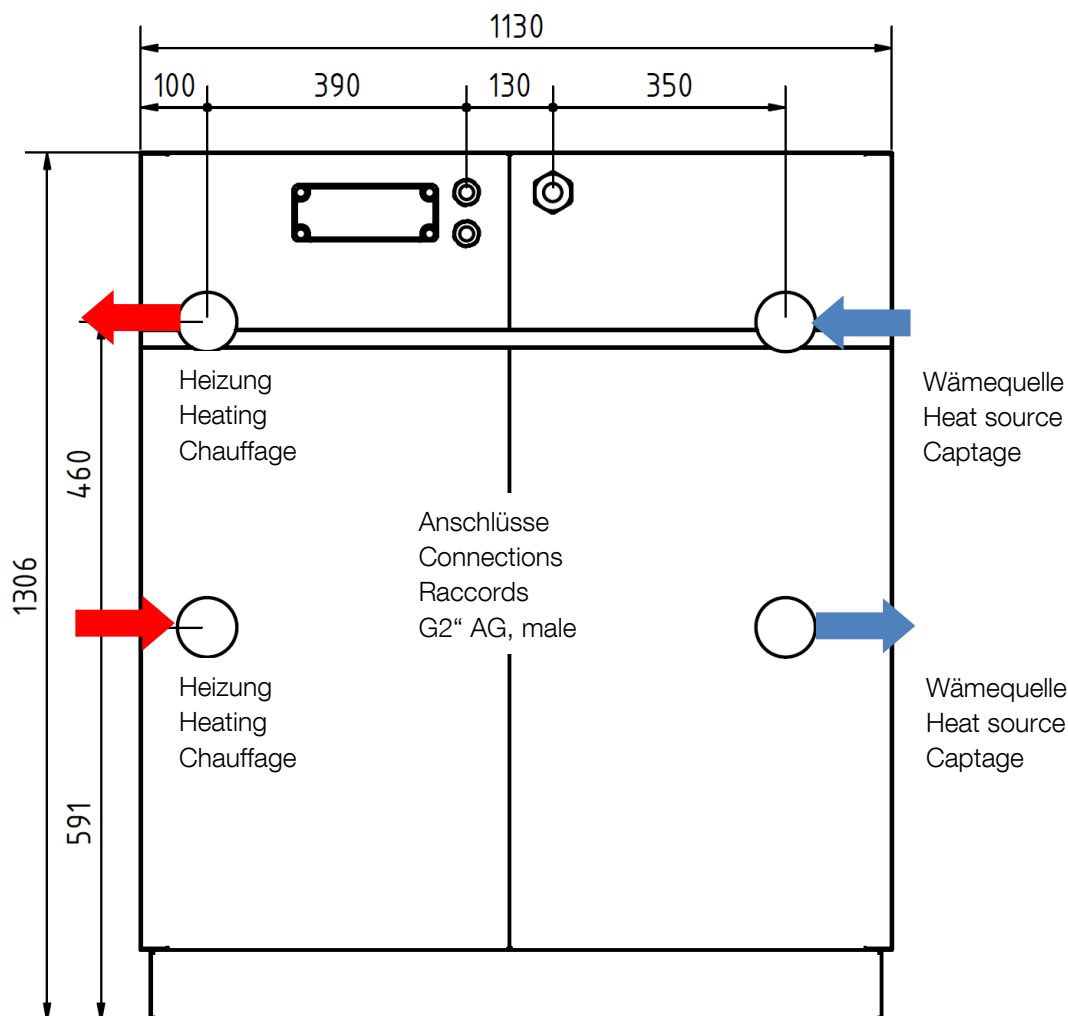 1130
100
390
130
350
Heizung
Heating
Chauffage
Wämequelle
Heat source
Captage
460
Anschlüsse
Connections
Raccords
G2“ AG, male
1306
Heizung
Heating
Chauffage
Wämequelle
Heat source
Captage
591